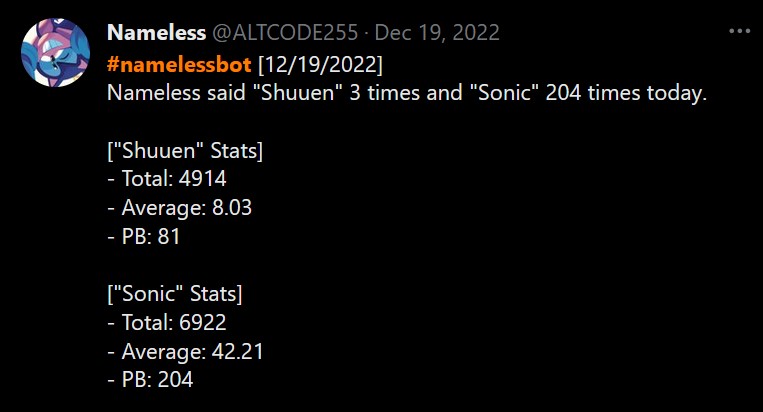 Nameless @ALTCODE255 · Dec 19, 2022
#namelessbot [12/19/2022]
Nameless said "Shuuen" 3 times and "Sonic" 204 times today.
["Shuuen" Stats]
- Total: 4914
- Average: 8.03
- PB: 81
["Sonic" Stats]
- Total: 6922
- Average: 42.21
- PB: 204